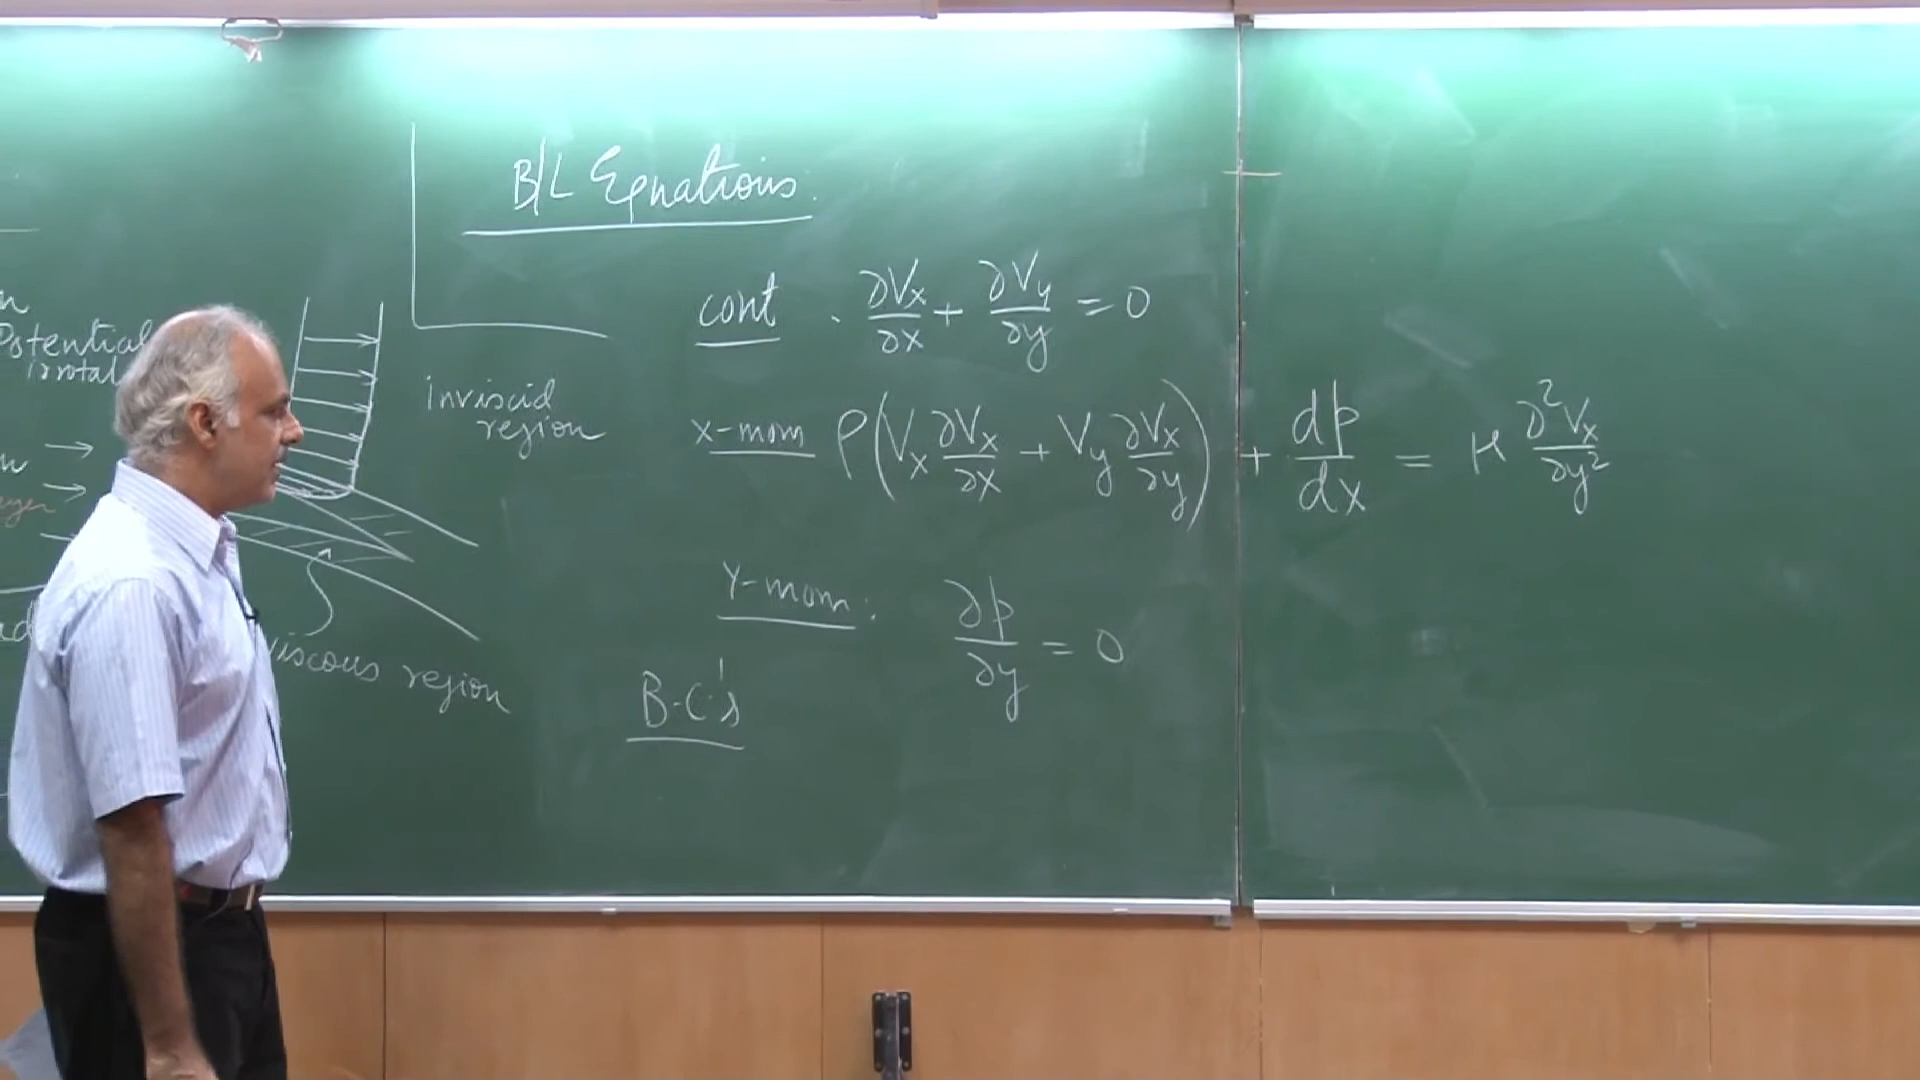 B/L Equations.
cont . ∂Vx/∂x + ∂Vy/∂y = 0
Potential
inviscid
region
x-mom ρ(Vx ∂Vx/∂x + Vy ∂Vx/∂y) + dp/dx = μ ∂²Vx/∂y²
Y-mom : ∂p/∂y = 0
viscous region
B.C.'s